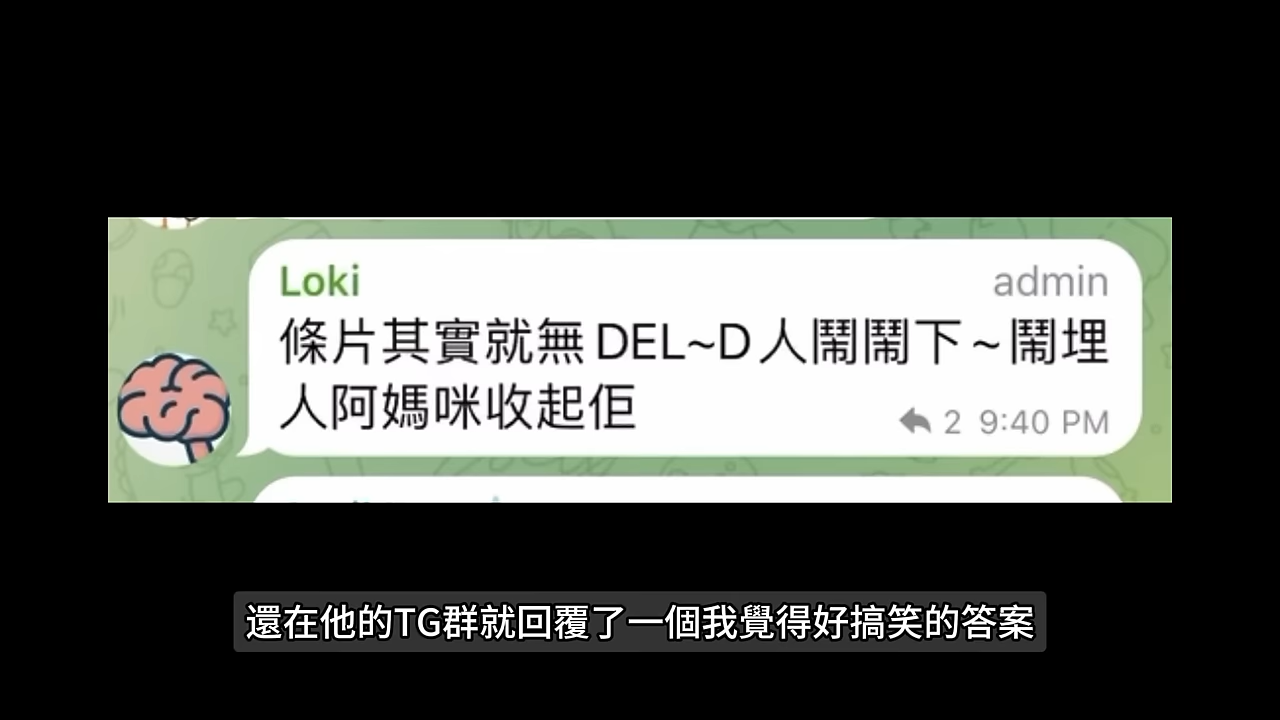 Loki
admin
條片其實就無DEL~D人鬧鬧下~鬧埋
人阿媽咪收起佢
2 9:40 PM
還在他的TG群就回覆了一個我覺得好搞笑的答案